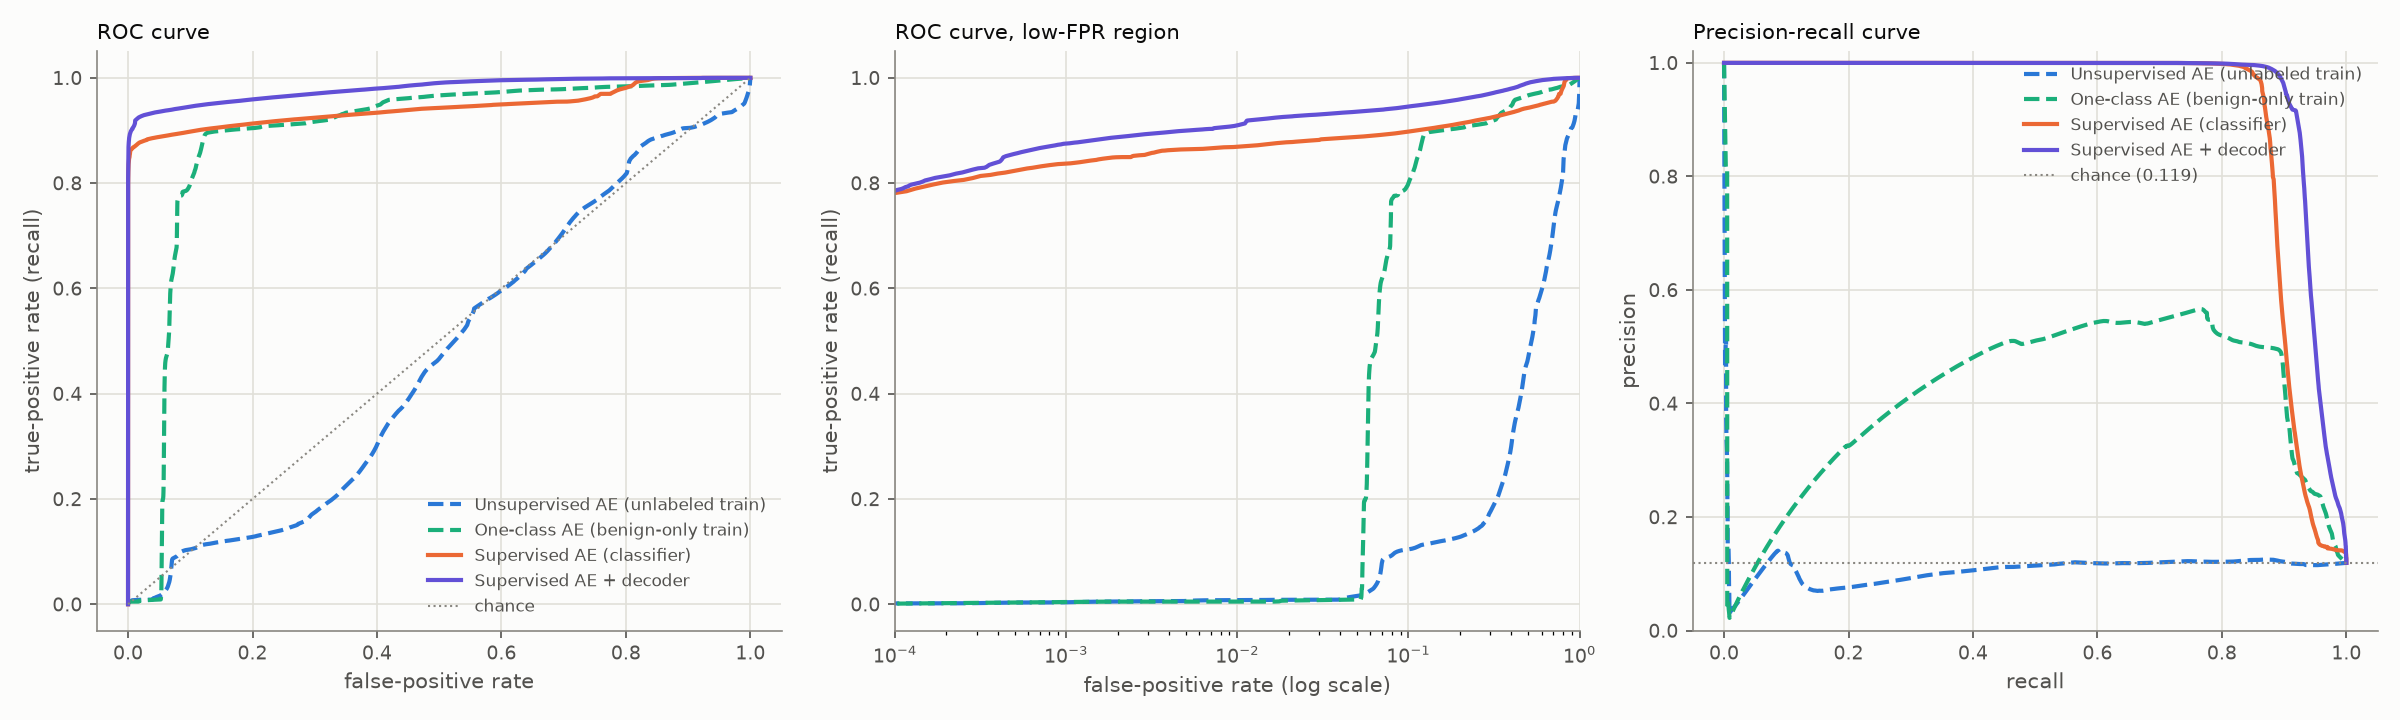 ROC curve
true-positive rate (recall)
1.0
0.8
0.6
0.4
0.2
0.0
Unsupervised AE (unlabeled train)
One-class AE (benign-only train)
Supervised AE (classifier)
Supervised AE + decoder
chance
0.0 0.2 0.4 0.6 0.8 1.0
false-positive rate
ROC curve, low-FPR region
true-positive rate (recall)
1.0
0.8
0.6
0.4
0.2
0.0
10⁻⁴ 10⁻³ 10⁻² 10⁻¹ 10⁰
false-positive rate (log scale)
Precision-recall curve
precision
1.0
0.8
0.6
0.4
0.2
0.0
Unsupervised AE (unlabeled train)
One-class AE (benign-only train)
Supervised AE (classifier)
Supervised AE + decoder
chance (0.119)
0.0 0.2 0.4 0.6 0.8 1.0
recall